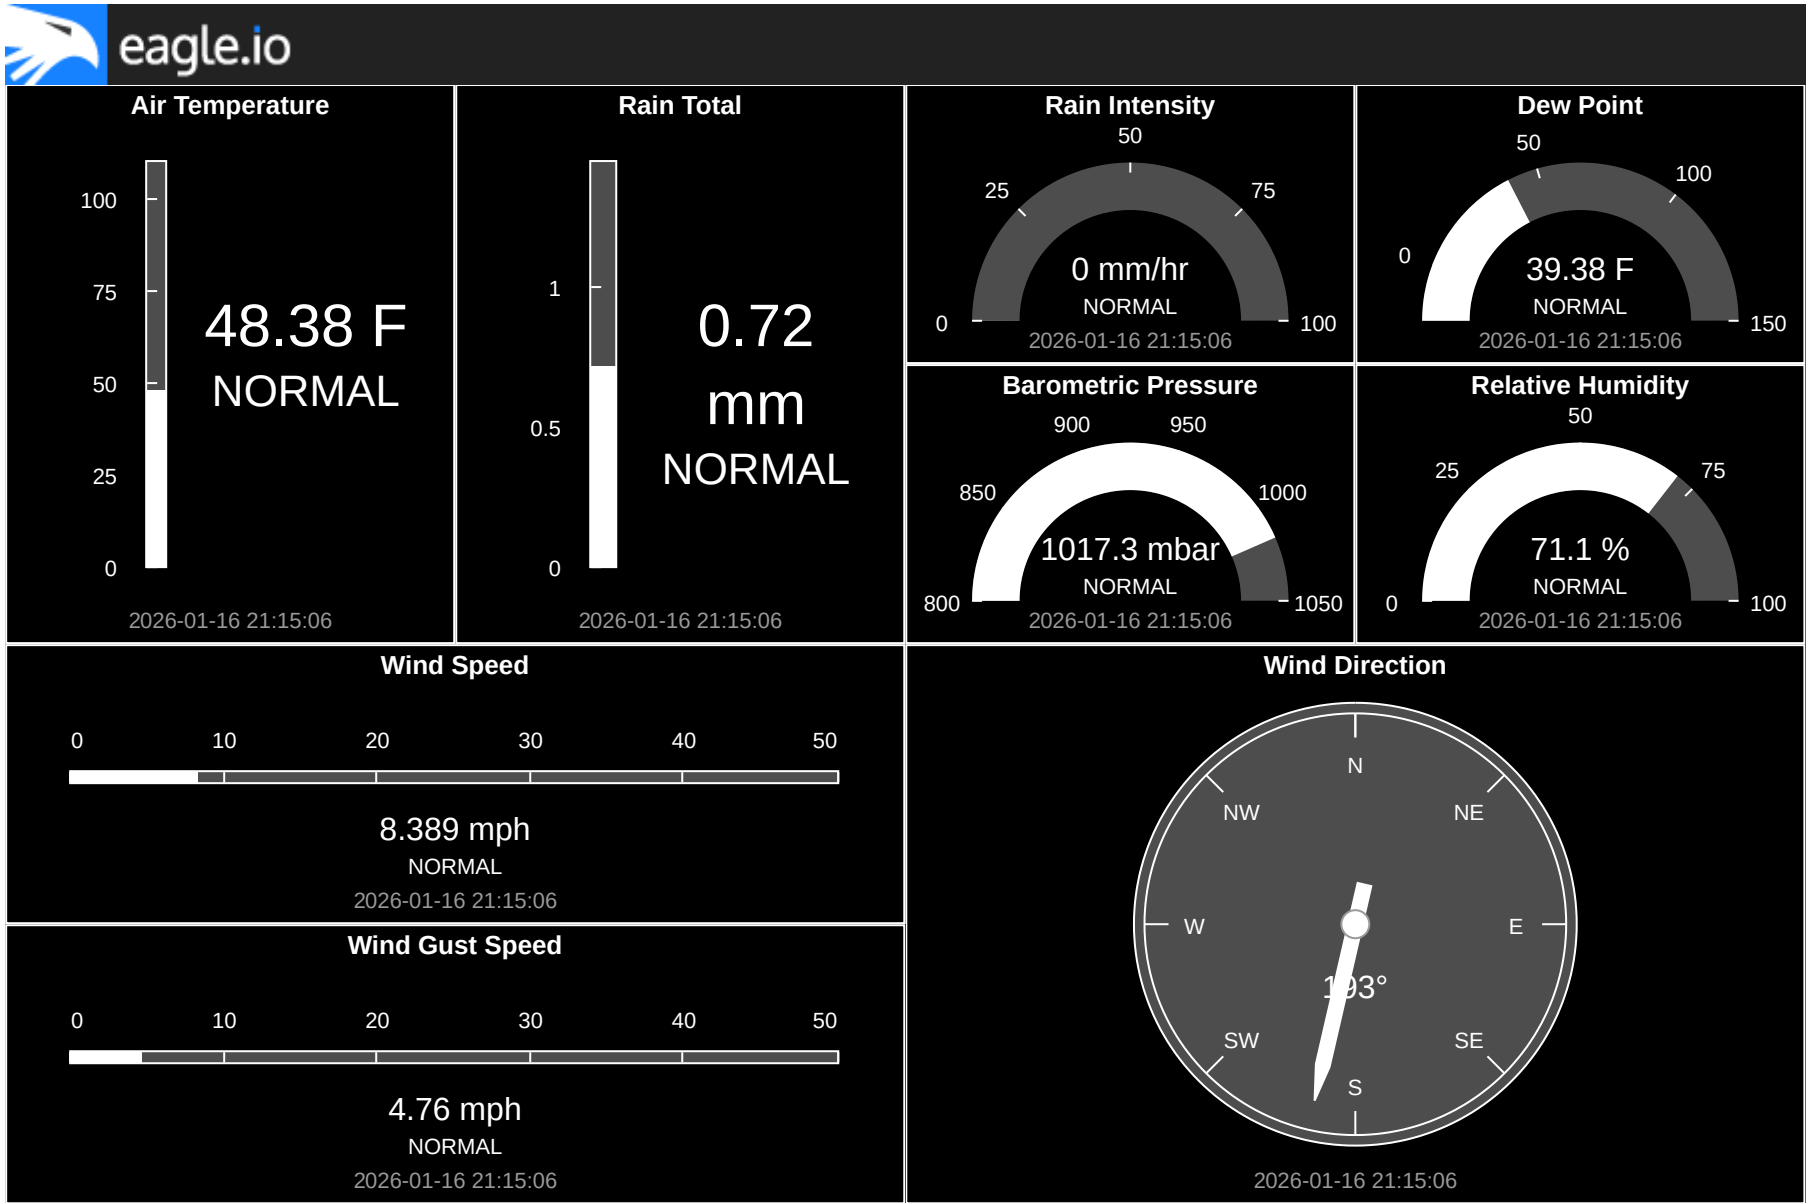 eagle.io
Air Temperature
100
75
50
25
0
48.38 F
NORMAL
2026-01-16 21:15:06
Rain Total
1
0.5
0
0.72
mm
NORMAL
2026-01-16 21:15:06
Rain Intensity
0
25
50
75
100
0 mm/hr
NORMAL
2026-01-16 21:15:06
Dew Point
0
50
100
150
39.38 F
NORMAL
2026-01-16 21:15:06
Barometric Pressure
800
850
900
950
1000
1050
1017.3 mbar
NORMAL
2026-01-16 21:15:06
Relative Humidity
0
25
50
75
100
71.1 %
NORMAL
2026-01-16 21:15:06
Wind Speed
0 10 20 30 40 50
8.389 mph
NORMAL
2026-01-16 21:15:06
Wind Gust Speed
0 10 20 30 40 50
4.76 mph
NORMAL
2026-01-16 21:15:06
Wind Direction
N
NW NE
W E
193°
SW SE
S
2026-01-16 21:15:06